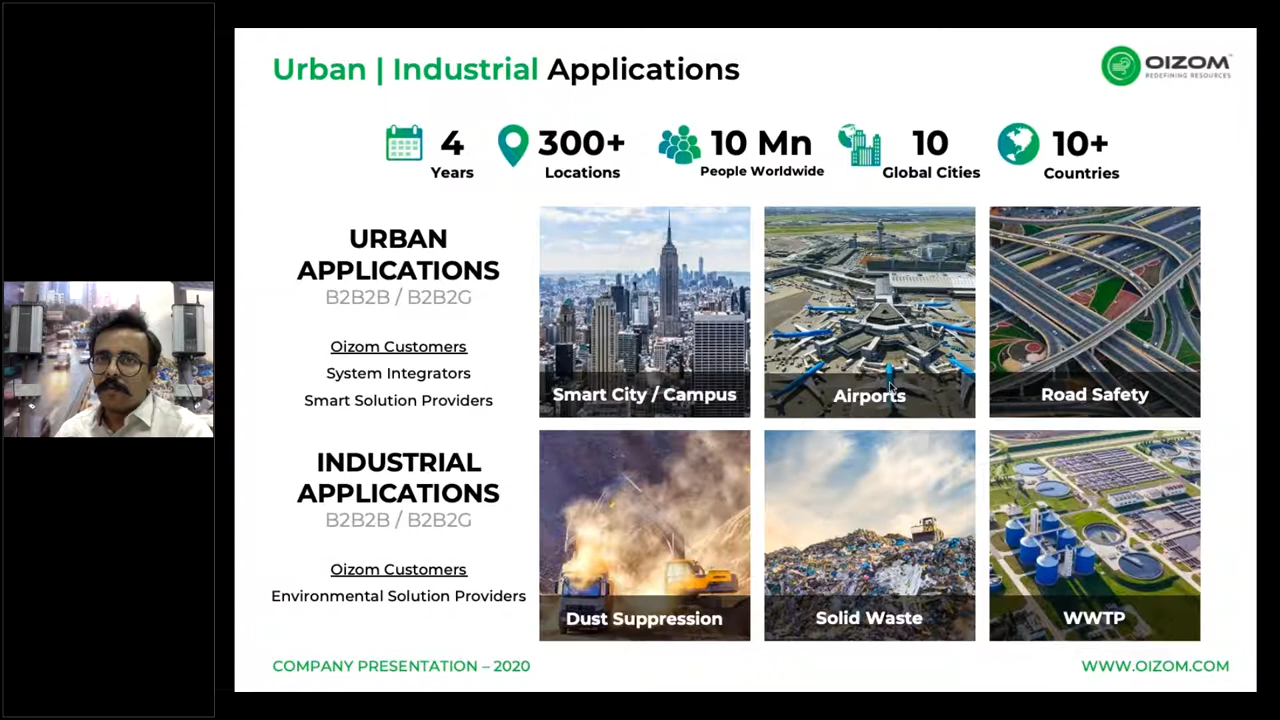 Urban | Industrial Applications
OIZOM
REDEFINING RESOURCES
4
Years
300+
Locations
10 Mn
People Worldwide
10
Global Cities
10+
Countries
URBAN
APPLICATIONS
B2B2B / B2B2G
Oizom Customers
System Integrators
Smart Solution Providers
Smart City / Campus
Airports
Road Safety
INDUSTRIAL
APPLICATIONS
B2B2B / B2B2G
Oizom Customers
Environmental Solution Providers
Dust Suppression
Solid Waste
WWTP
COMPANY PRESENTATION – 2020
WWW.OIZOM.COM